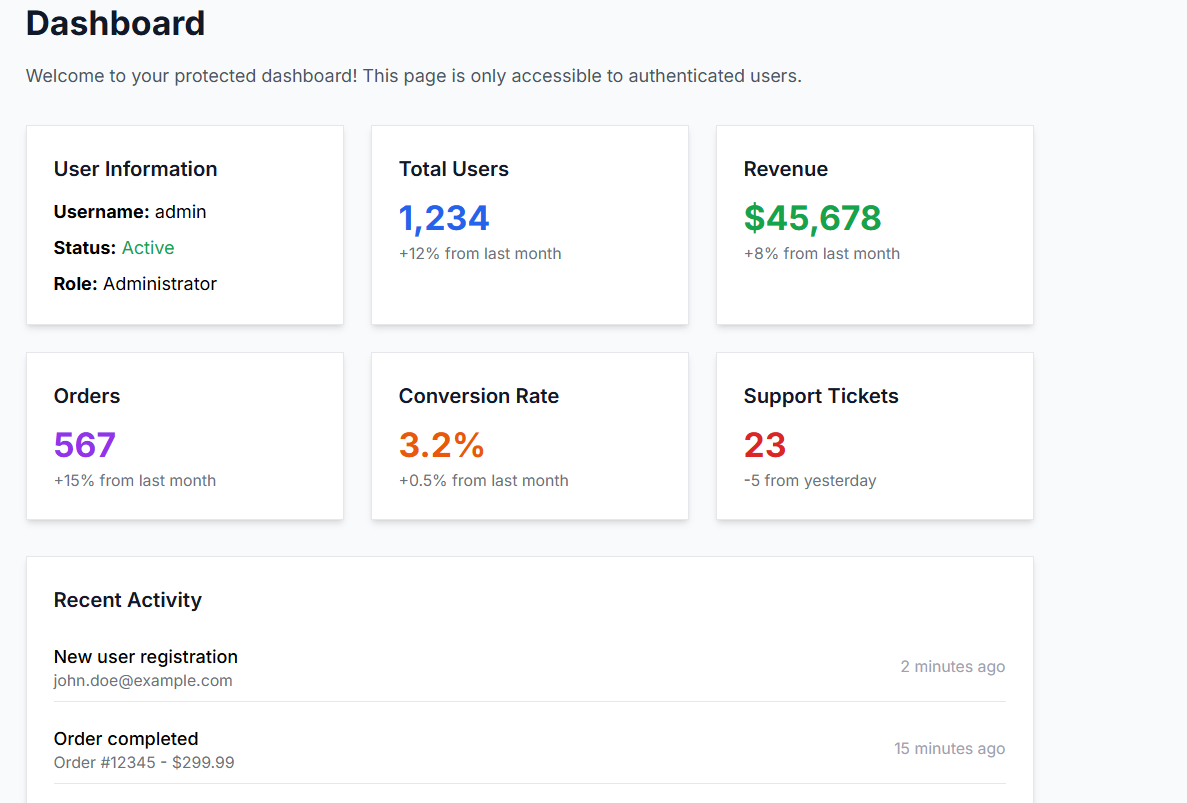 Dashboard
Welcome to your protected dashboard! This page is only accessible to authenticated users.
User Information
Username: admin
Status: Active
Role: Administrator
Total Users
1,234
+12% from last month
Revenue
$45,678
+8% from last month
Orders
567
+15% from last month
Conversion Rate
3.2%
+0.5% from last month
Support Tickets
23
-5 from yesterday
Recent Activity
New user registration
john.doe@example.com
2 minutes ago
Order completed
Order #12345 - $299.99
15 minutes ago